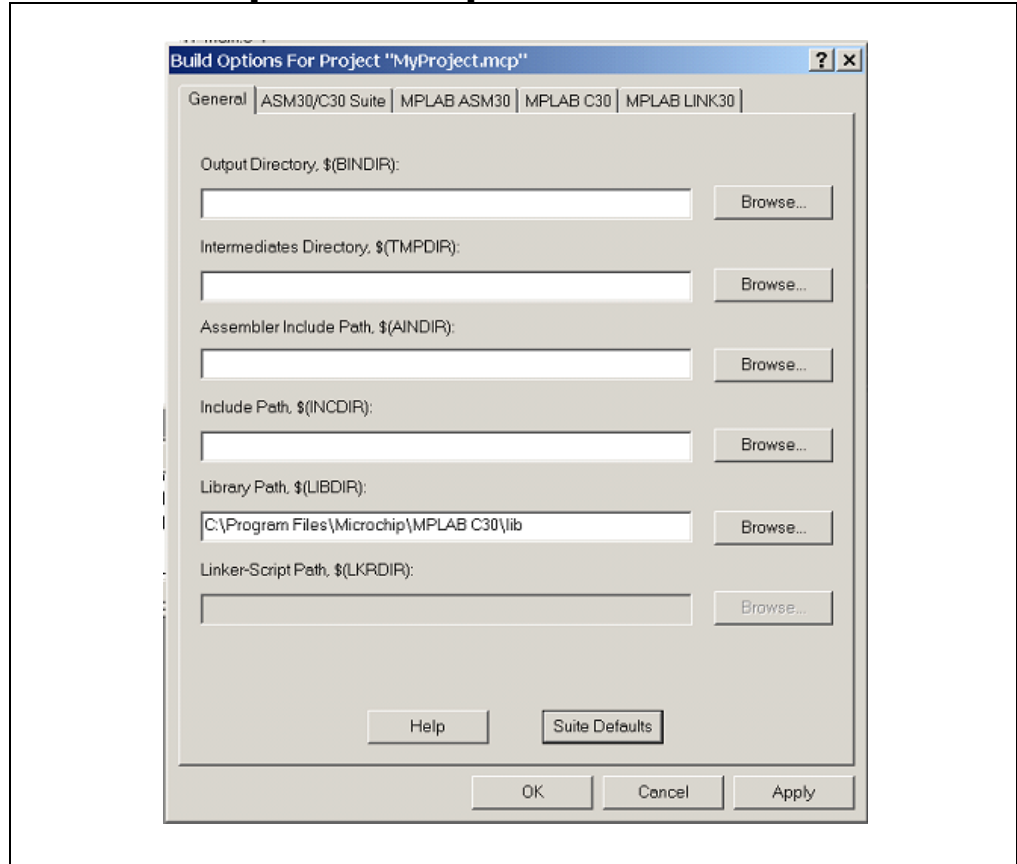 Build Options For Project "MyProject.mcp"
General ASM30/C30 Suite MPLAB ASM30 MPLAB C30 MPLAB LINK30
Output Directory, $(BINDIR):
Browse...
Intermediates Directory, $(TMPDIR):
Browse...
Assembler Include Path, $(AINDIR):
Browse...
Include Path, $(INCDIR):
Browse...
Library Path, $(LIBDIR):
C:\Program Files\Microchip\MPLAB C30\lib Browse...
Linker-Script Path, $(LKRDIR):
Browse...
Help Suite Defaults
OK Cancel Apply